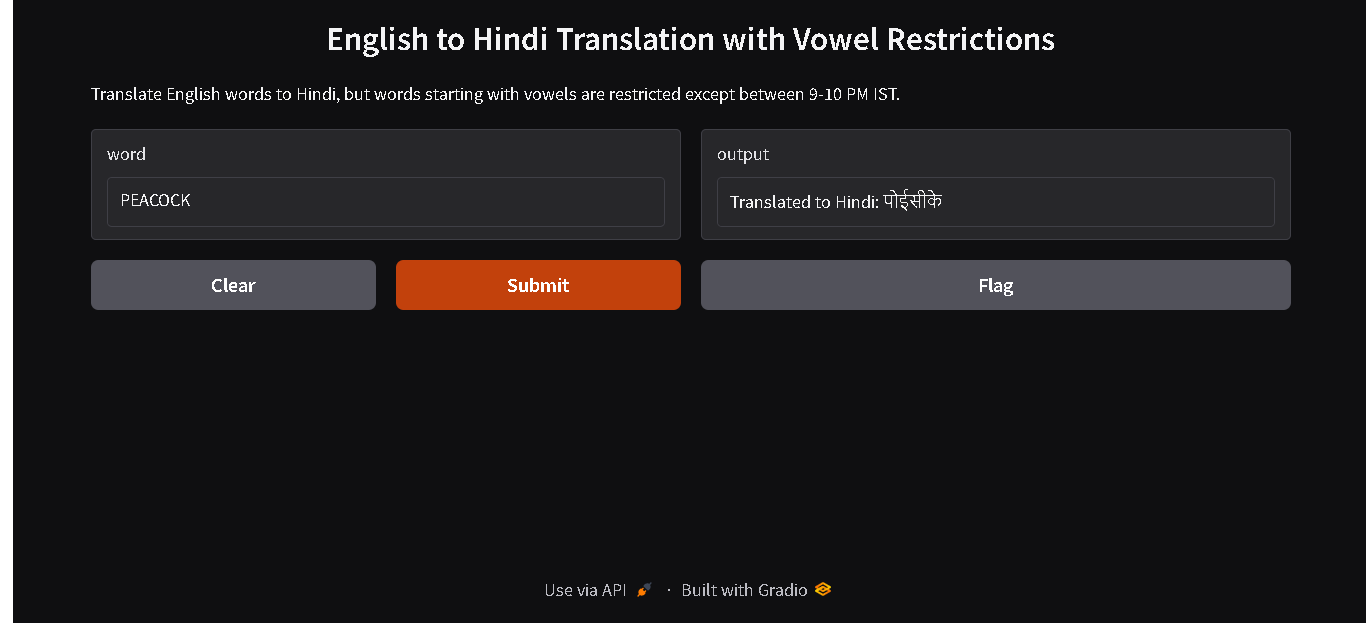 English to Hindi Translation with Vowel Restrictions
Translate English words to Hindi, but words starting with vowels are restricted except between 9-10 PM IST.
word
PEACOCK
output
Translated to Hindi: पोईसीके
Clear
Submit
Flag
Use via API · Built with Gradio